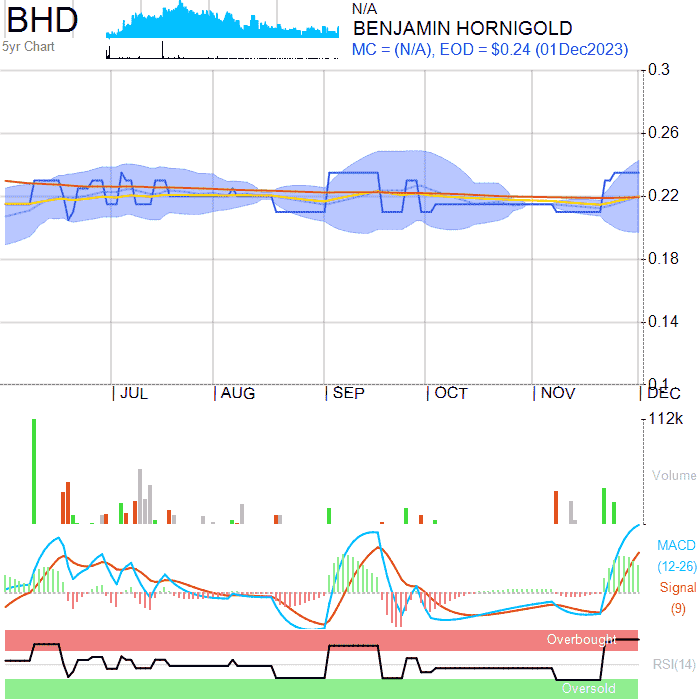 BHD
5yr Chart
N/A
BENJAMIN HORNIGOLD
MC = (N/A), EOD = $0.24 (01Dec2023)
0.3
0.26
0.22
0.18
0.14
0.1
JUL AUG SEP OCT NOV DEC
112k
Volume
MACD
(12-26)
Signal
(9)
Overbought
RSI(14)
Oversold